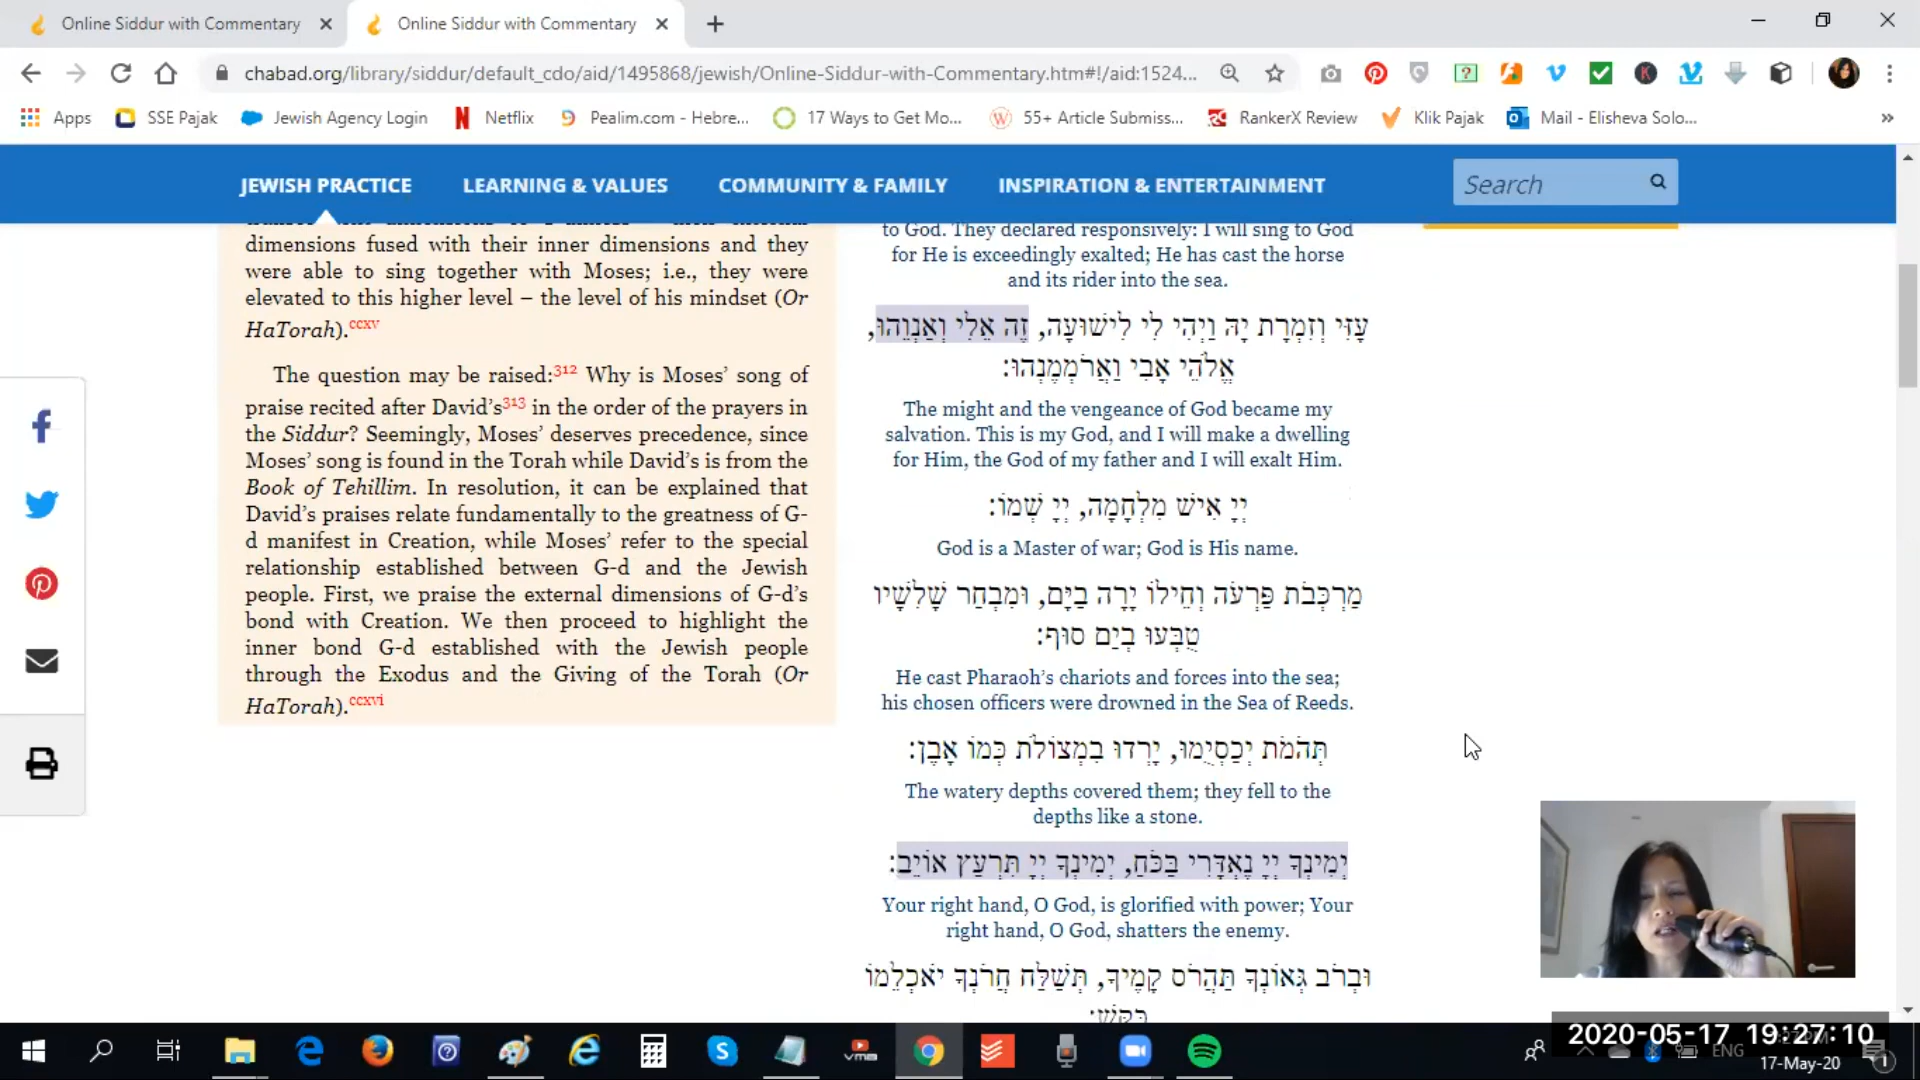 Online Siddur with Commentary
Online Siddur with Commentary
chabad.org/library/siddur/default_cdo/aid/1495868/jewish/Online-Siddur-with-Commentary.htm#!/aid:1524...
Apps
SSE Pajak
Jewish Agency Login
Netflix
Pealim.com - Hebre...
17 Ways to Get Mo...
55+ Article Submiss...
RankerX Review
Klik Pajak
Mail - Elisheva Solo...
»
JEWISH PRACTICE
LEARNING & VALUES
COMMUNITY & FAMILY
INSPIRATION & ENTERTAINMENT
Search
dimensions fused with their inner dimensions and they
were able to sing together with Moses; i.e., they were
elevated to this higher level – the level of his mindset (Or
HaTorah).ccxv
The question may be raised:312 Why is Moses’ song of
praise recited after David’s313 in the order of the prayers in
the Siddur? Seemingly, Moses’ deserves precedence, since
Moses’ song is found in the Torah while David’s is from the
Book of Tehillim. In resolution, it can be explained that
David’s praises relate fundamentally to the greatness of G-
d manifest in Creation, while Moses’ refer to the special
relationship established between G-d and the Jewish
people. First, we praise the external dimensions of G-d’s
bond with Creation. We then proceed to highlight the
inner bond G-d established with the Jewish people
through the Exodus and the Giving of the Torah (Or
HaTorah).ccxvi
to God. They declared responsively: I will sing to God
for He is exceedingly exalted; He has cast the horse
and its rider into the sea.
עָזִּי וְזִמְרָת יָהּ וַיְהִי לִי לִישׁוּעָה, זֶה אֵלִי וְאַנְוֵהוּ,
אֱלֹהֵי אָבִי וַאֲרֹמְמֶנְהוּ:
The might and the vengeance of God became my
salvation. This is my God, and I will make a dwelling
for Him, the God of my father and I will exalt Him.
יְיָ אִישׁ מִלְחָמָה, יְיָ שְׁמוֹ:
God is a Master of war; God is His name.
מַרְכְּבֹת פַּרְעֹה וְחֵילוֹ יָרָה בַיָּם, וּמִבְחַר שָׁלִשָׁיו
טֻבְּעוּ בְיַם סוּף:
He cast Pharaoh’s chariots and forces into the sea;
his chosen officers were drowned in the Sea of Reeds.
תְּהֹמֹת יְכַסְיֻמוּ, יָרְדוּ בִמְצוֹלֹת כְּמוֹ אָבֶן:
The watery depths covered them; they fell to the
depths like a stone.
יְמִינְךָ יְיָ נֶאְדָּרִי בַּכֹּחַ, יְמִינְךָ יְיָ תִּרְעַץ אוֹיֵב:
Your right hand, O God, is glorified with power; Your
right hand, O God, shatters the enemy.
וּבְרֹב גְּאוֹנְךָ תַּהֲרֹס קָמֶיךָ, תְּשַׁלַּח חֲרֹנְךָ יֹאכְלֵמוֹ
2020-05-17 19:27:10
ENG
17-May-20